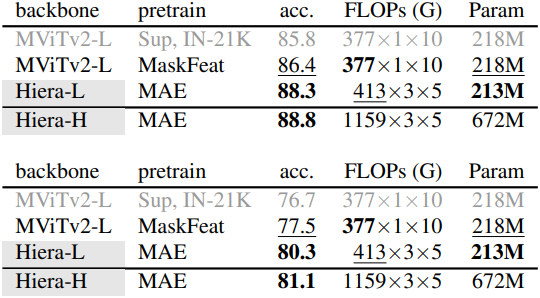 backbone pretrain acc. FLOPs (G) Param
MViTv2-L Sup, IN-21K 85.8 377×1×10 218M
MViTv2-L MaskFeat 86.4 377×1×10 218M
Hiera-L MAE 88.3 413×3×5 213M
Hiera-H MAE 88.8 1159×3×5 672M
backbone pretrain acc. FLOPs (G) Param
MViTv2-L Sup, IN-21K 76.7 377×1×10 218M
MViTv2-L MaskFeat 77.5 377×1×10 218M
Hiera-L MAE 80.3 413×3×5 213M
Hiera-H MAE 81.1 1159×3×5 672M